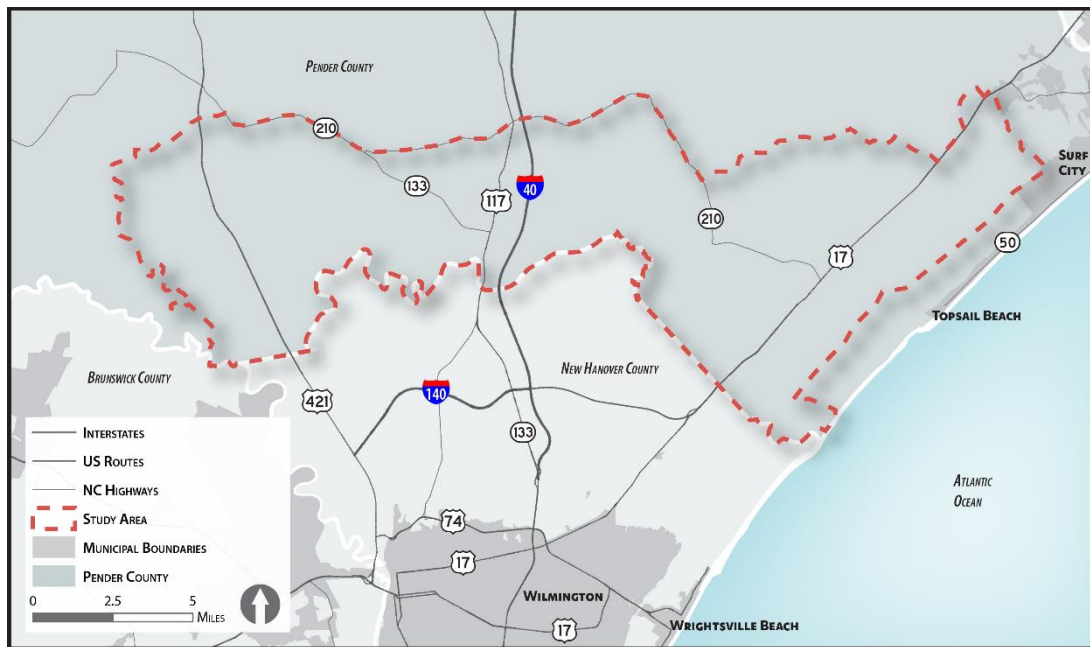 PENDER COUNTY
210
133
117
40
SURF
CITY
210
50
17
TOPSAIL BEACH
BRUNSWICK COUNTY
NEW HANOVER COUNTY
421
140
133
INTERSTATES
US ROUTES
NC HIGHWAYS
STUDY AREA
MUNICIPAL BOUNDARIES
PENDER COUNTY
0 2.5 5
MILES
ATLANTIC
OCEAN
74
17
WILMINGTON
17
WRIGHTSVILLE BEACH